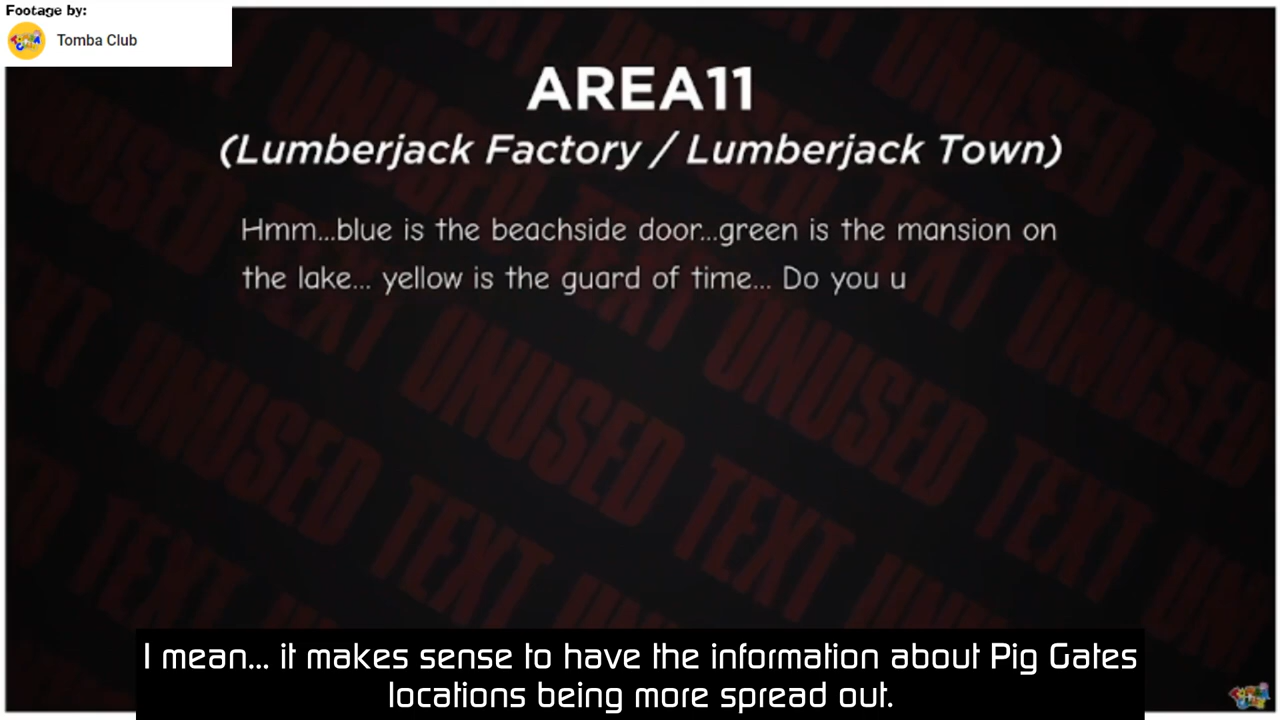 Footage by:
Tomba Club
AREA11
(Lumberjack Factory / Lumberjack Town)
Hmm...blue is the beachside door...green is the mansion on
the lake... yellow is the guard of time... Do you u
I mean... it makes sense to have the information about Pig Gates
locations being more spread out.